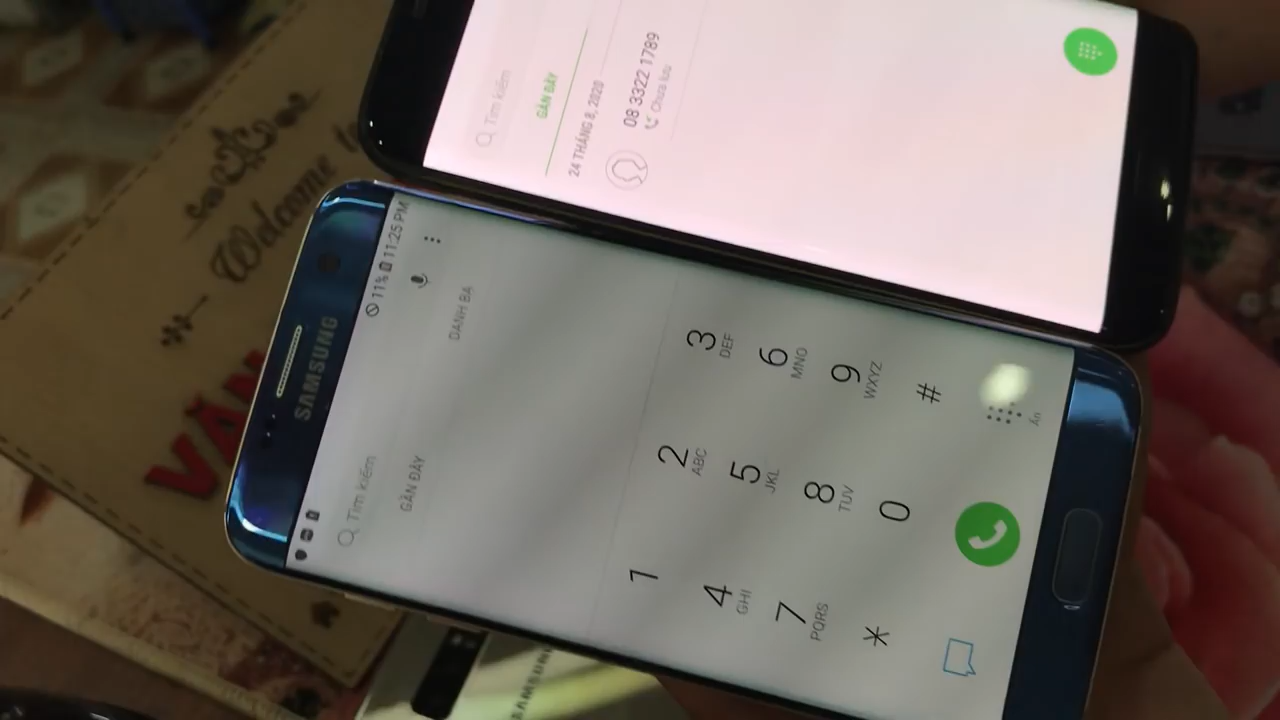 Tìm kiếm
GẦN ĐÂY
24 THÁNG 8, 2020
08 3322 1789
Chưa lưu
Welcome to
VĂN
SAMSUNG
11% 11:25 PM
Tìm kiếm
GẦN ĐÂY
DANH BẠ
1 2 ABC 3 DEF
4 GHI 5 JKL 6 MNO
7 PQRS 8 TUV 9 WXYZ
* 0 #
Ẩn
SAMSUNG